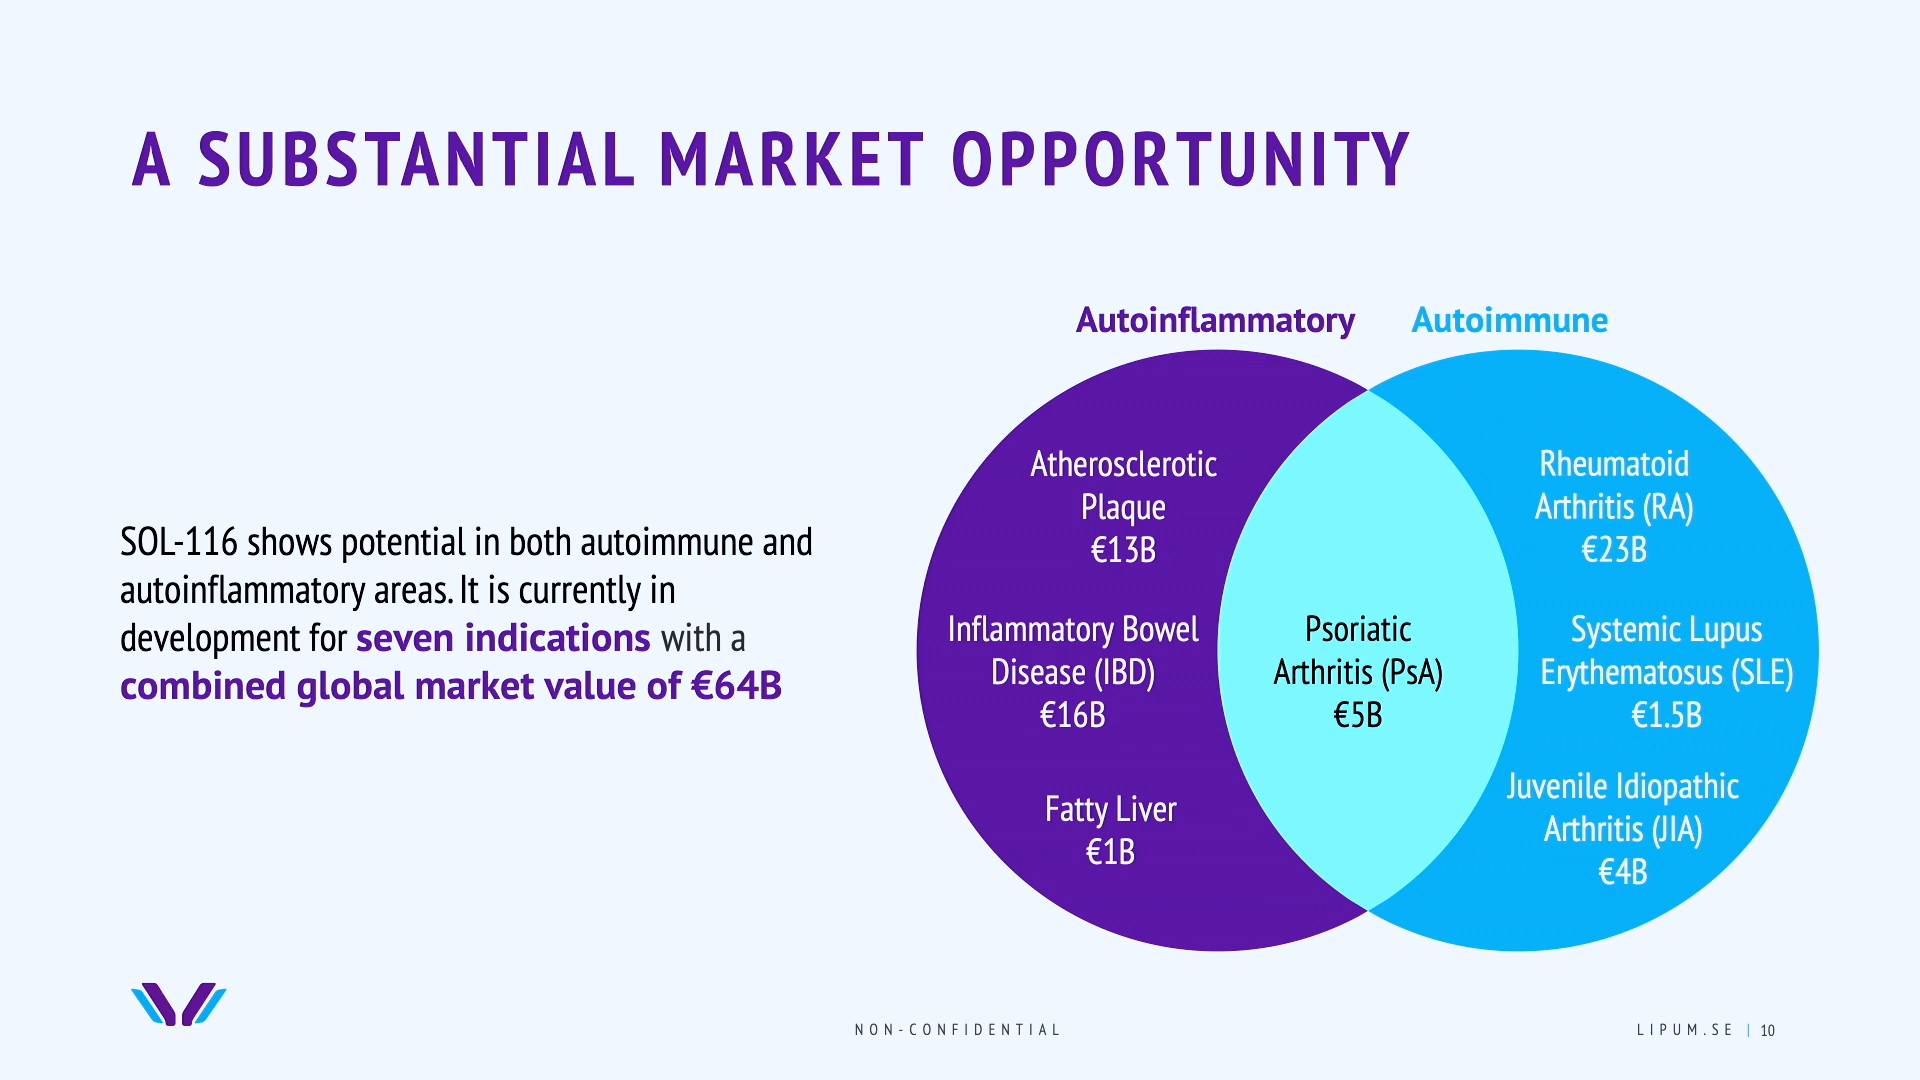 A SUBSTANTIAL MARKET OPPORTUNITY
SOL-116 shows potential in both autoimmune and
autoinflammatory areas. It is currently in
development for seven indications with a
combined global market value of €64B
Autoinflammatory
Autoimmune
Atherosclerotic
Plaque
€13B
Inflammatory Bowel
Disease (IBD)
€16B
Fatty Liver
€1B
Psoriatic
Arthritis (PsA)
€5B
Rheumatoid
Arthritis (RA)
€23B
Systemic Lupus
Erythematosus (SLE)
€1.5B
Juvenile Idiopathic
Arthritis (JIA)
€4B
NON-CONFIDENTIAL
LIPUM.SE | 10